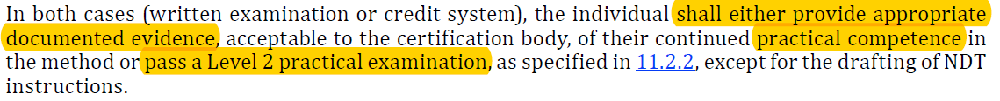 In both cases (written examination or credit system), the individual shall either provide appropriate
documented evidence, acceptable to the certification body, of their continued practical competence in
the method or pass a Level 2 practical examination, as specified in 11.2.2, except for the drafting of NDT
instructions.